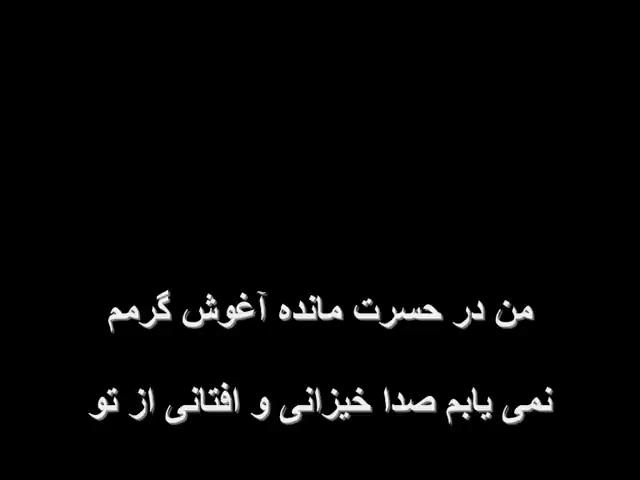 من در حسرت مانده آغوش گرمم
نمی یابم صدا خیزانی و افتانی از تو